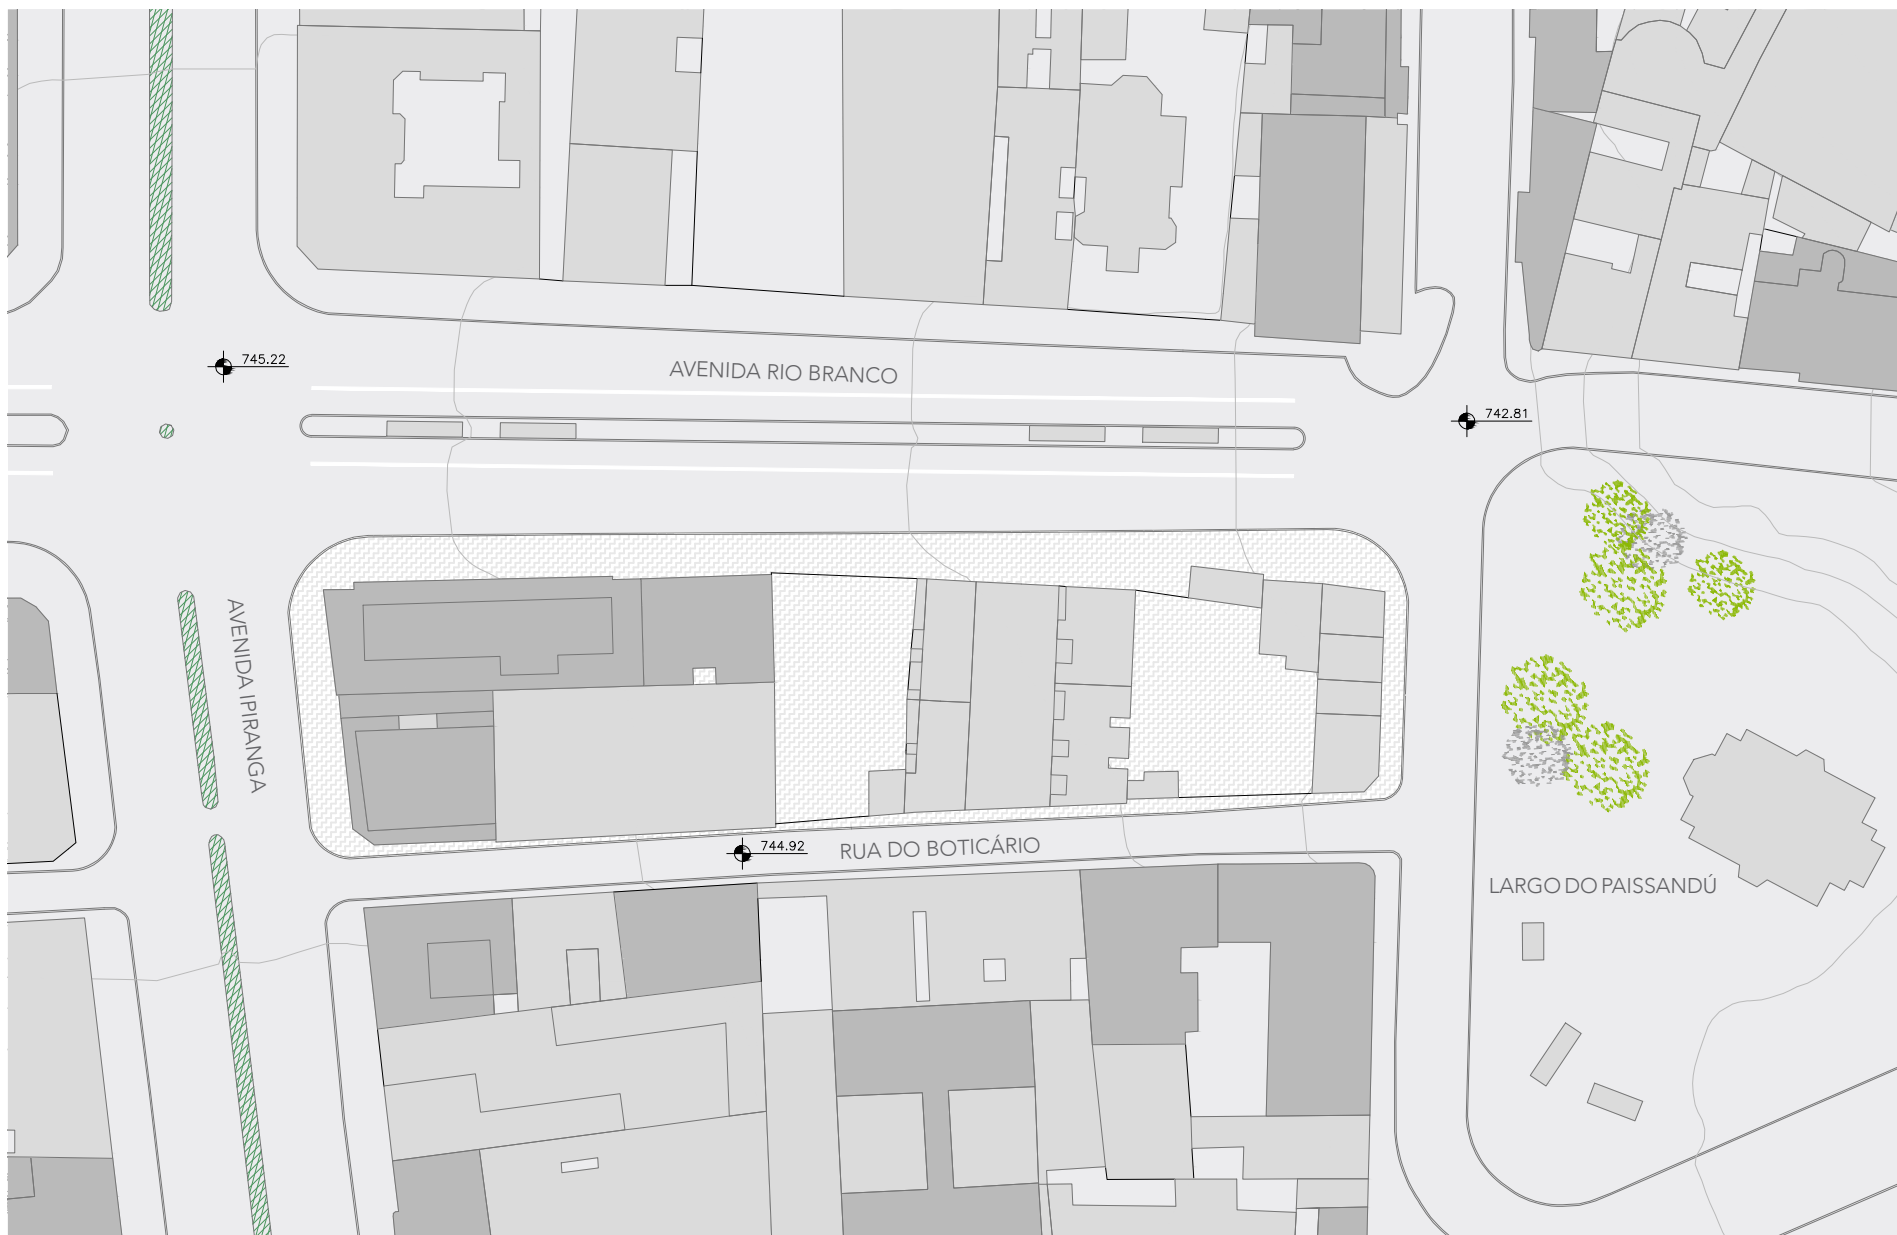 745.22
AVENIDA RIO BRANCO
742.81
AVENIDA IPIRANGA
744.92
RUA DO BOTICÁRIO
LARGO DO PAISSANDÚ